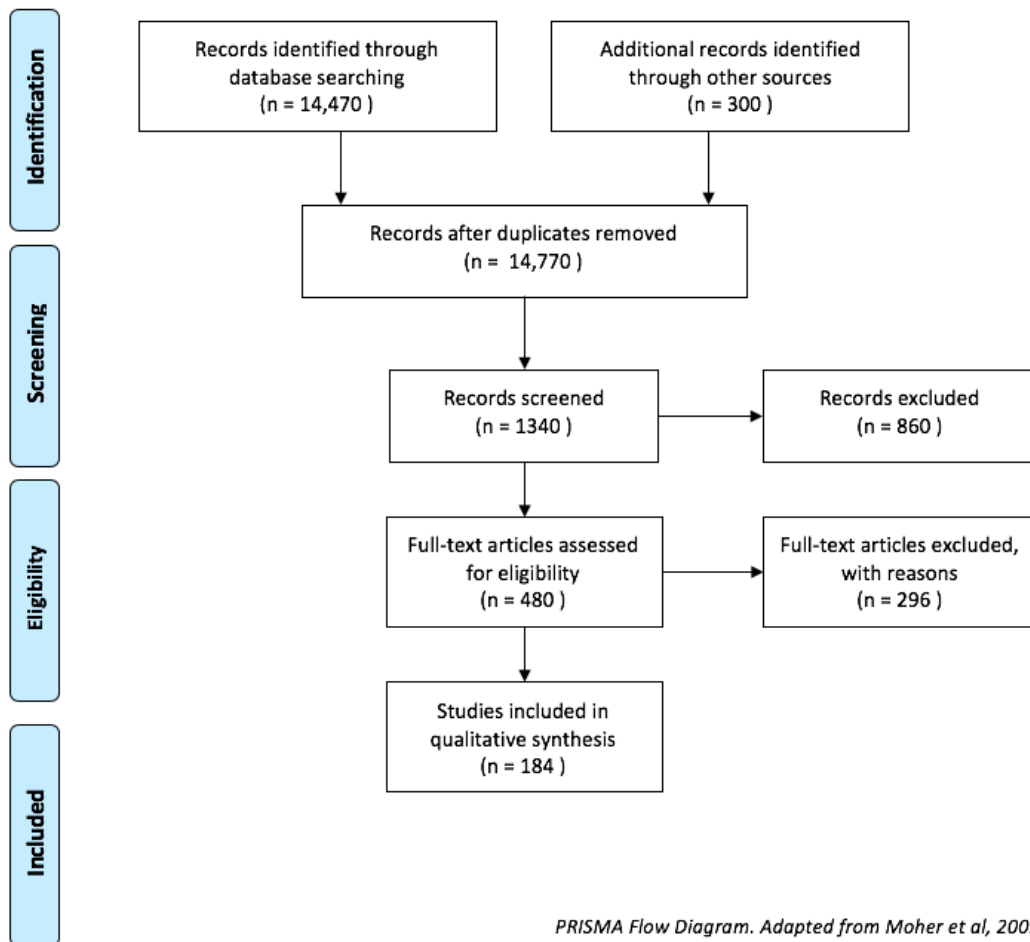 Identification
Records identified through
database searching
(n = 14,470 )
Additional records identified
through other sources
(n = 300 )
Records after duplicates removed
(n =  14,770 )
Screening
Records screened
(n = 1340 )
Records excluded
(n = 860 )
Eligibility
Full-text articles assessed
for eligibility
(n = 480 )
Full-text articles excluded,
with reasons
(n = 296 )
Studies included in
qualitative synthesis
(n = 184 )
Included
PRISMA Flow Diagram. Adapted from Moher et al, 200